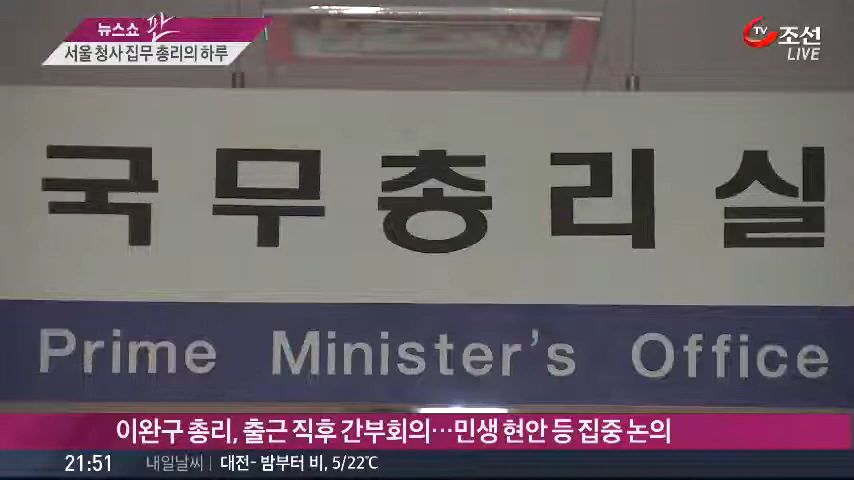 뉴스쇼 판
서울 청사 집무 총리의 하루
TV조선
LIVE
국무총리실
Prime Minister's Office
이완구 총리, 출근 직후 간부회의…민생 현안 등 집중 논의
21:51 내일날씨 | 대전- 밤부터 비, 5/22℃